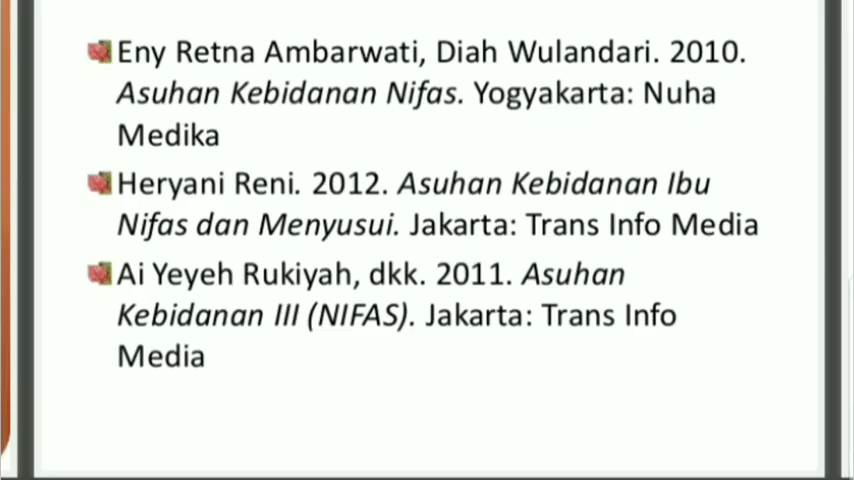 Eny Retna Ambarwati, Diah Wulandari. 2010.
Asuhan Kebidanan Nifas. Yogyakarta: Nuha
Medika
Heryani Reni. 2012. Asuhan Kebidanan Ibu
Nifas dan Menyusui. Jakarta: Trans Info Media
Ai Yeyeh Rukiyah, dkk. 2011. Asuhan
Kebidanan III (NIFAS). Jakarta: Trans Info
Media